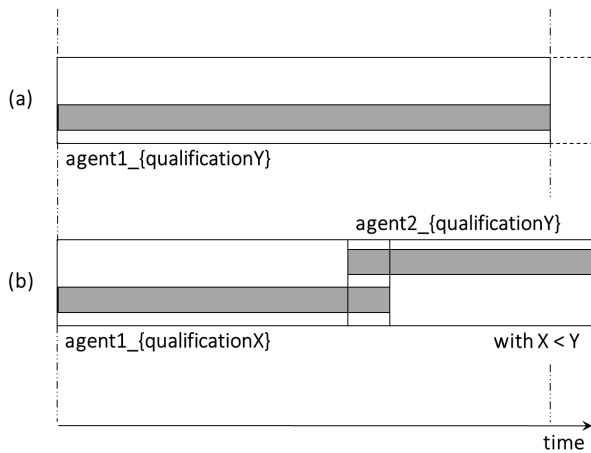 (a)
agent1_{qualificationY}
agent2_{qualificationY}
(b)
agent1_{qualificationX}
with X < Y
time